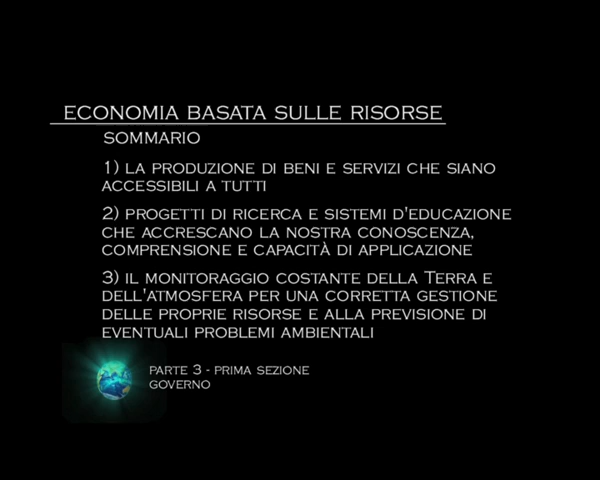 ECONOMIA BASATA SULLE RISORSE
SOMMARIO
1) LA PRODUZIONE DI BENI E SERVIZI CHE SIANO
ACCESSIBILI A TUTTI
2) PROGETTI DI RICERCA E SISTEMI D'EDUCAZIONE
CHE ACCRESCANO LA NOSTRA CONOSCENZA,
COMPRENSIONE E CAPACITÀ DI APPLICAZIONE
3) IL MONITORAGGIO COSTANTE DELLA TERRA E
DELL'ATMOSFERA PER UNA CORRETTA GESTIONE
DELLE PROPRIE RISORSE E ALLA PREVISIONE DI
EVENTUALI PROBLEMI AMBIENTALI
PARTE 3 - PRIMA SEZIONE
GOVERNO